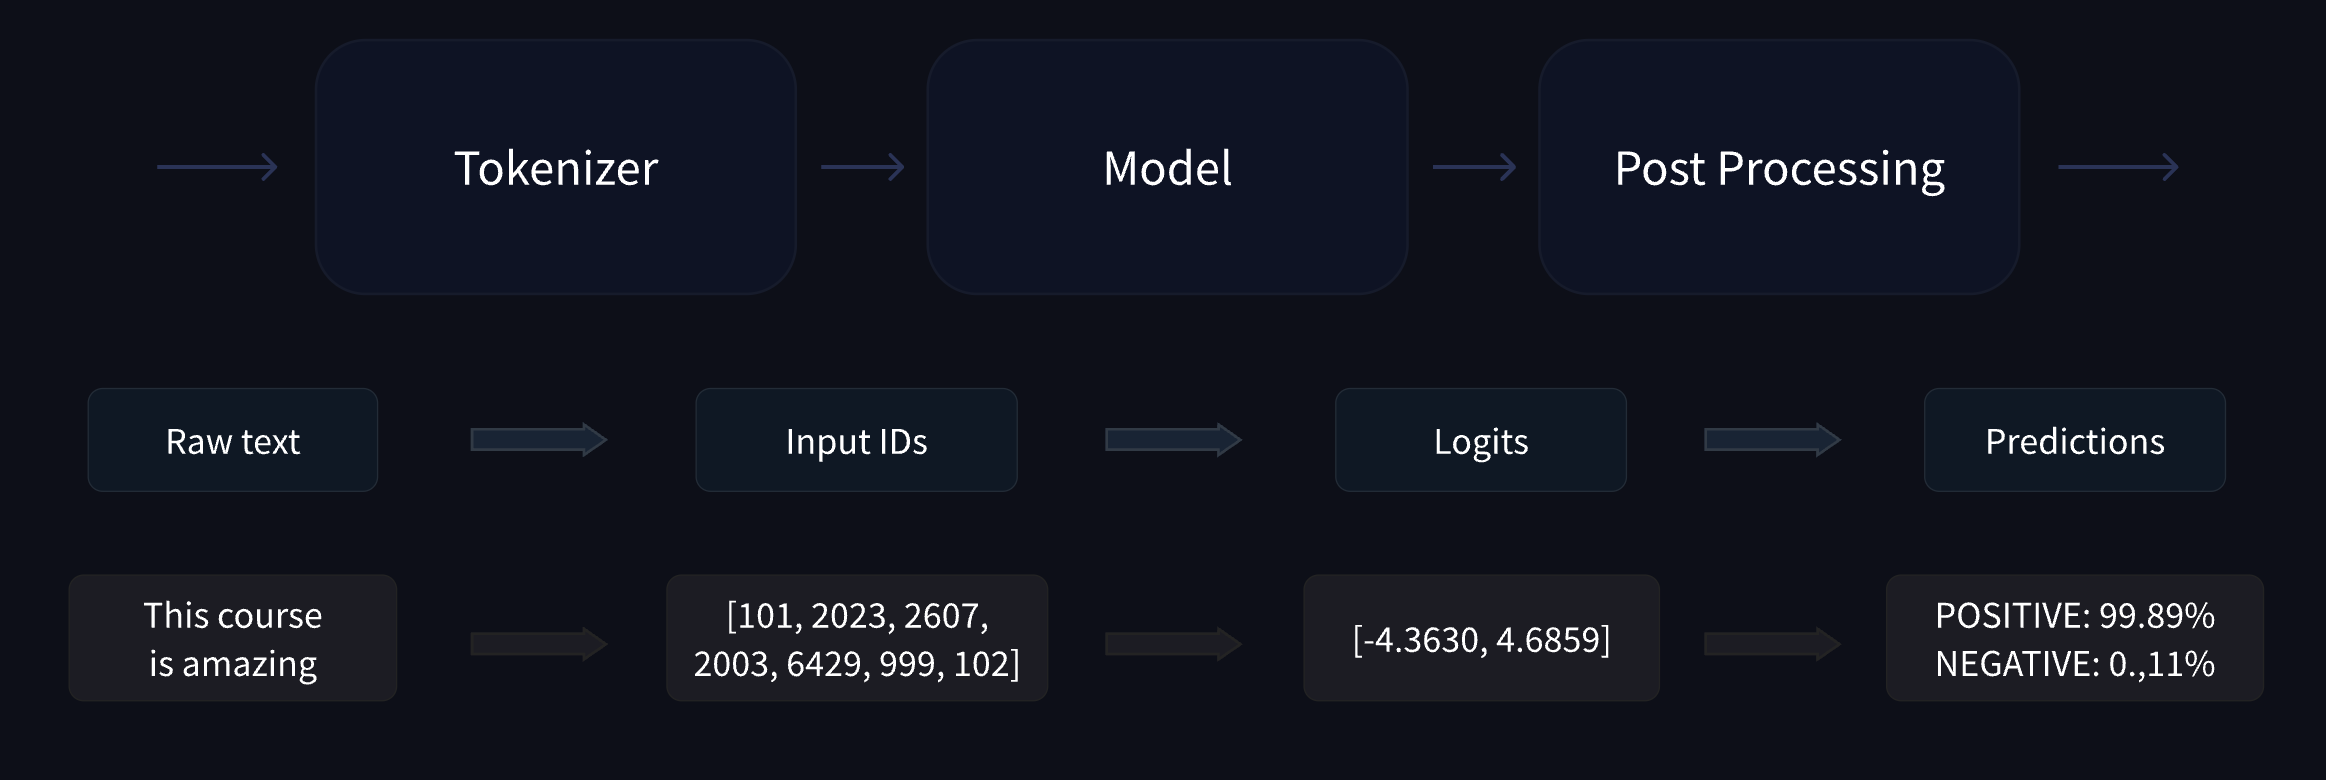 Tokenizer
Model
Post Processing
Raw text
Input IDs
Logits
Predictions
This course
is amazing
[101, 2023, 2607,
2003, 6429, 999, 102]
[-4.3630, 4.6859]
POSITIVE: 99.89%
NEGATIVE: 0.,11%